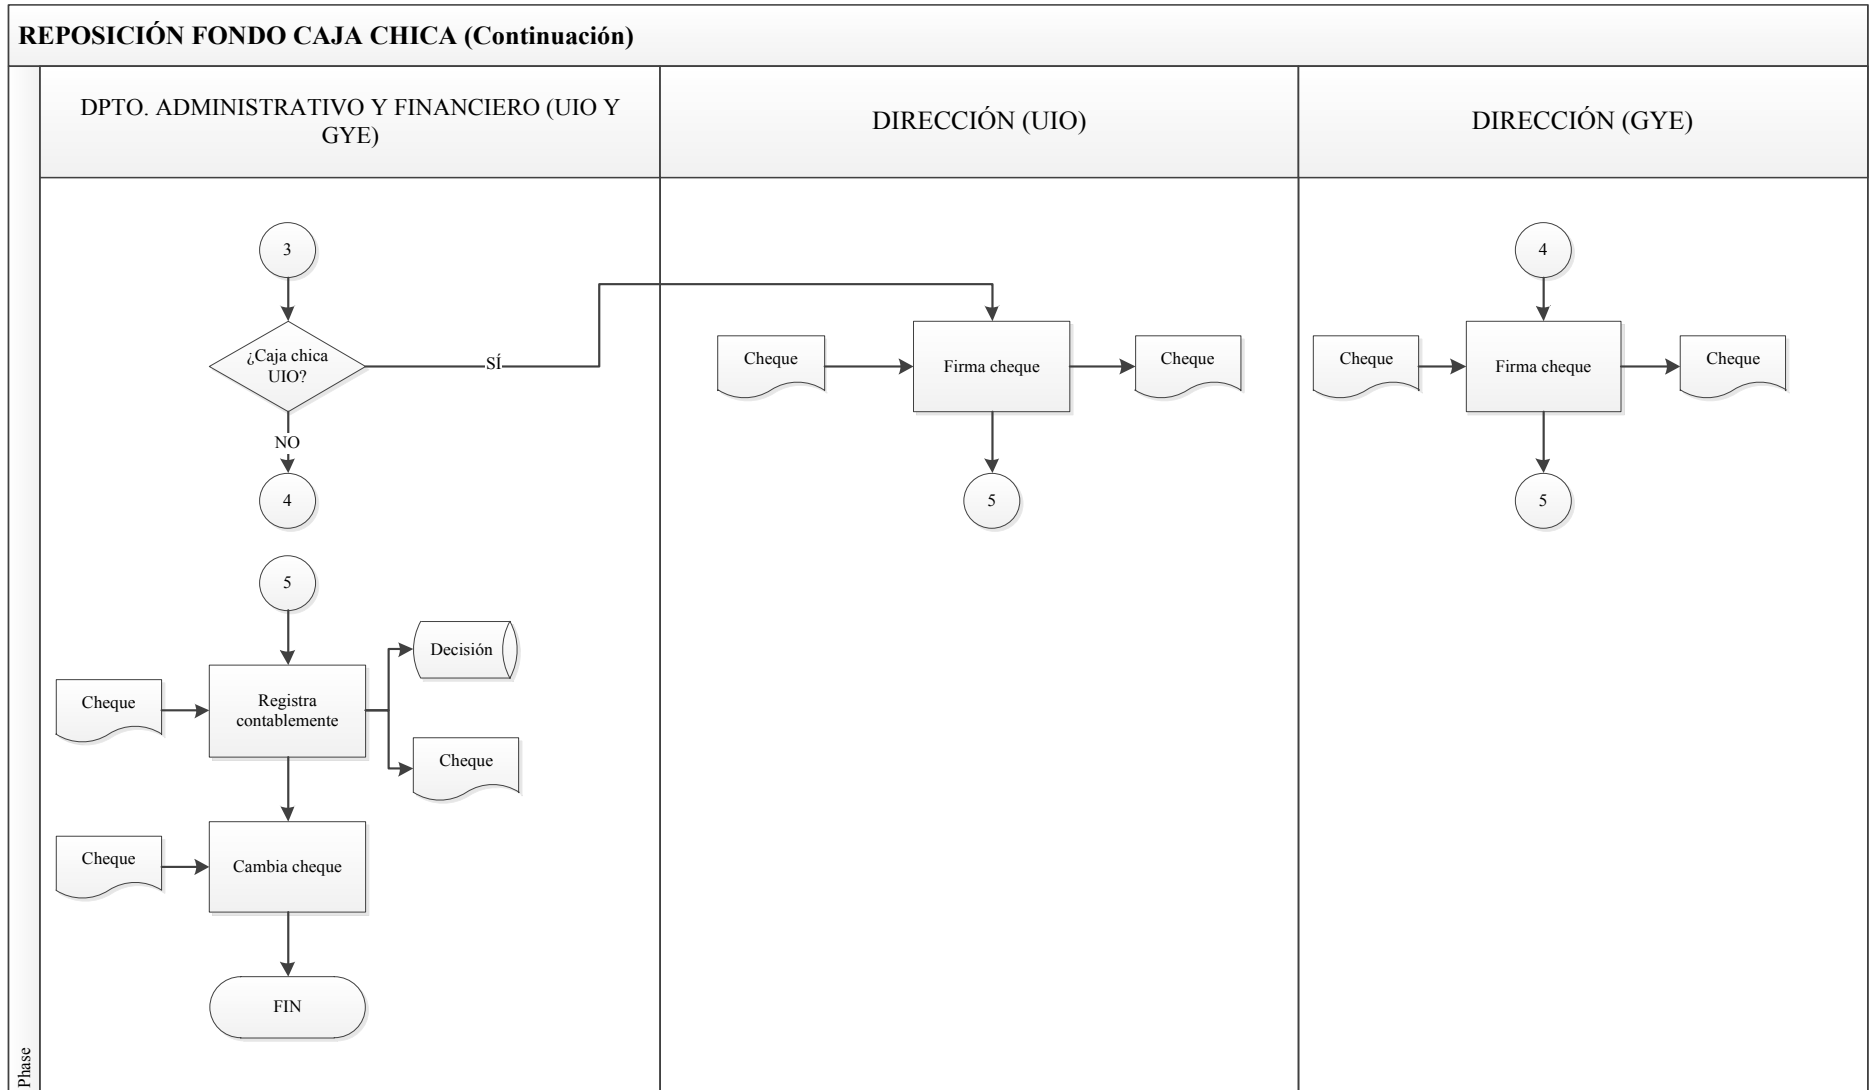 REPOSICIÓN FONDO CAJA CHICA (Continuación)
DPTO. ADMINISTRATIVO Y FINANCIERO (UIO Y
GYE)
DIRECCIÓN (UIO)
DIRECCIÓN (GYE)
3
¿Caja chica
UIO?
SÍ
NO
4
5
Cheque
Registra
contablemente
Decisión
Cheque
Cheque
Cambia cheque
FIN
Cheque
Firma cheque
Cheque
5
4
Cheque
Firma cheque
Cheque
5
Phase